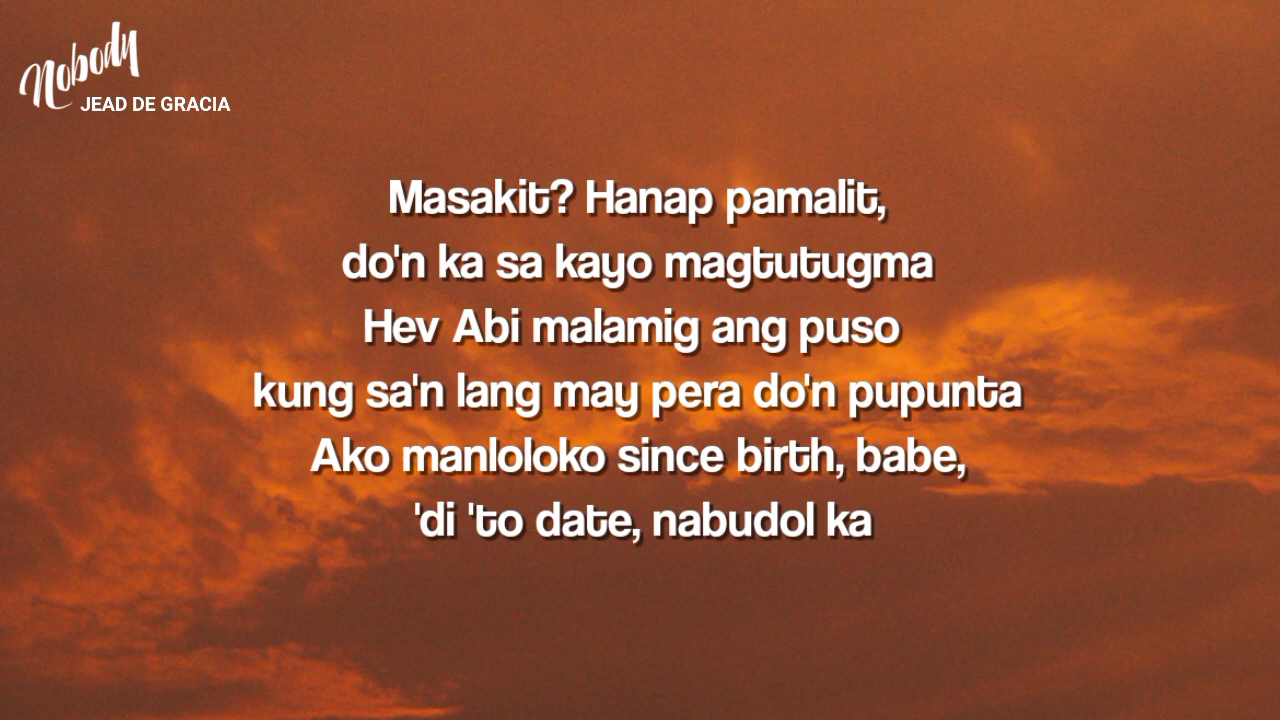 Nobody
JEAD DE GRACIA
Masakit? Hanap pamalit,
do'n ka sa kayo magtutugma
Hev Abi malamig ang puso
kung sa'n lang may pera do'n pupunta
Ako manloloko since birth, babe,
'di 'to date, nabudol ka